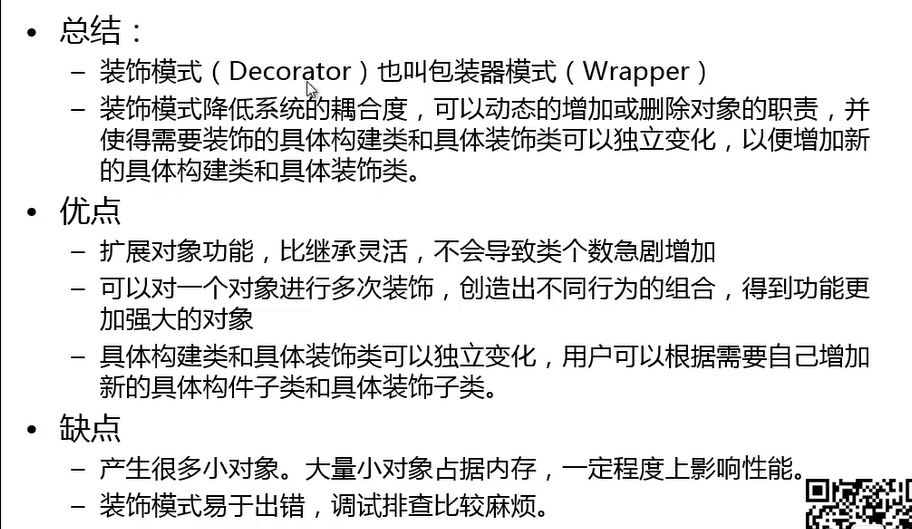 • 总结：
– 装饰模式（Decorator）也叫包装器模式（Wrapper）
– 装饰模式降低系统的耦合度，可以动态的增加或删除对象的职责，并
使得需要装饰的具体构建类和具体装饰类可以独立变化，以便增加新
的具体构建类和具体装饰类。
• 优点
– 扩展对象功能，比继承灵活，不会导致类个数急剧增加
– 可以对一个对象进行多次装饰，创造出不同行为的组合，得到功能更
加强大的对象
– 具体构建类和具体装饰类可以独立变化，用户可以根据需要自己增加
新的具体构件子类和具体装饰子类。
• 缺点
– 产生很多小对象。大量小对象占据内存，一定程度上影响性能。
– 装饰模式易于出错，调试排查比较麻烦。